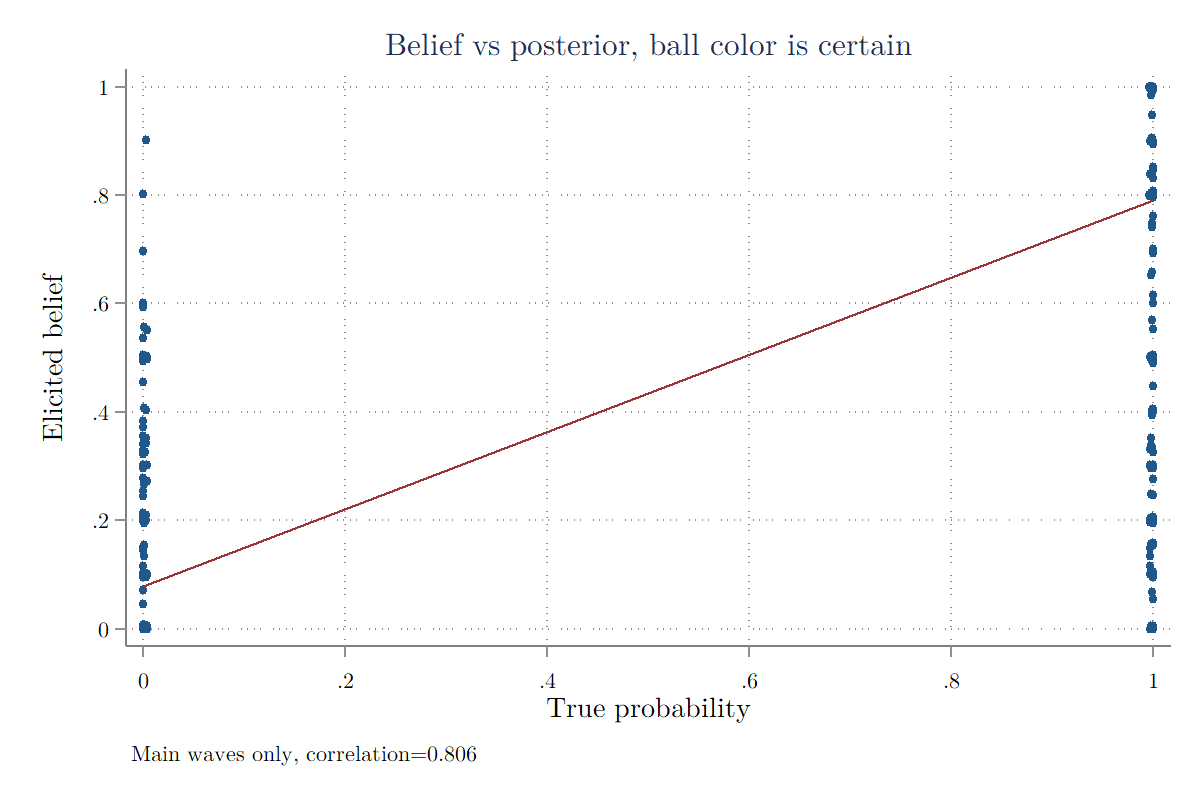 Belief vs posterior, ball color is certain
1
.8
.6
.4
.2
0
Elicited belief
0 .2 .4 .6 .8 1
True probability
Main waves only, correlation=0.806